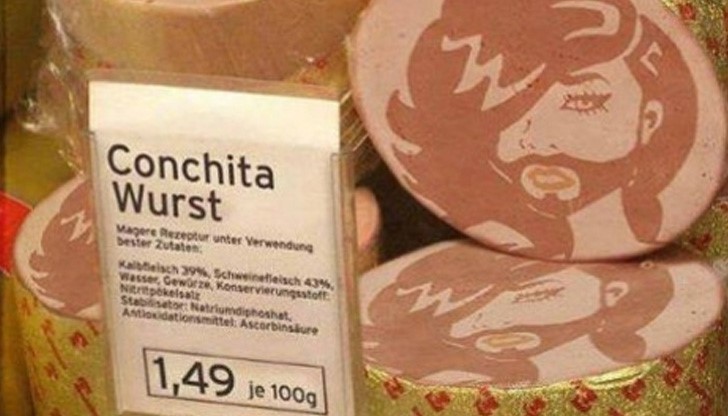 Conchita
Wurst
Magere Rezeptur unter Verwendung
bester Zutaten:
Kalbfleisch 39%, Schweinefleisch 43%,
Wasser, Gewürze, Konservierungsstoff:
Nitritpökelsalz
Stabilisator: Natriumdiphoshat,
Antioxidationsmittel: Ascorbinsäure
1,49 je 100g